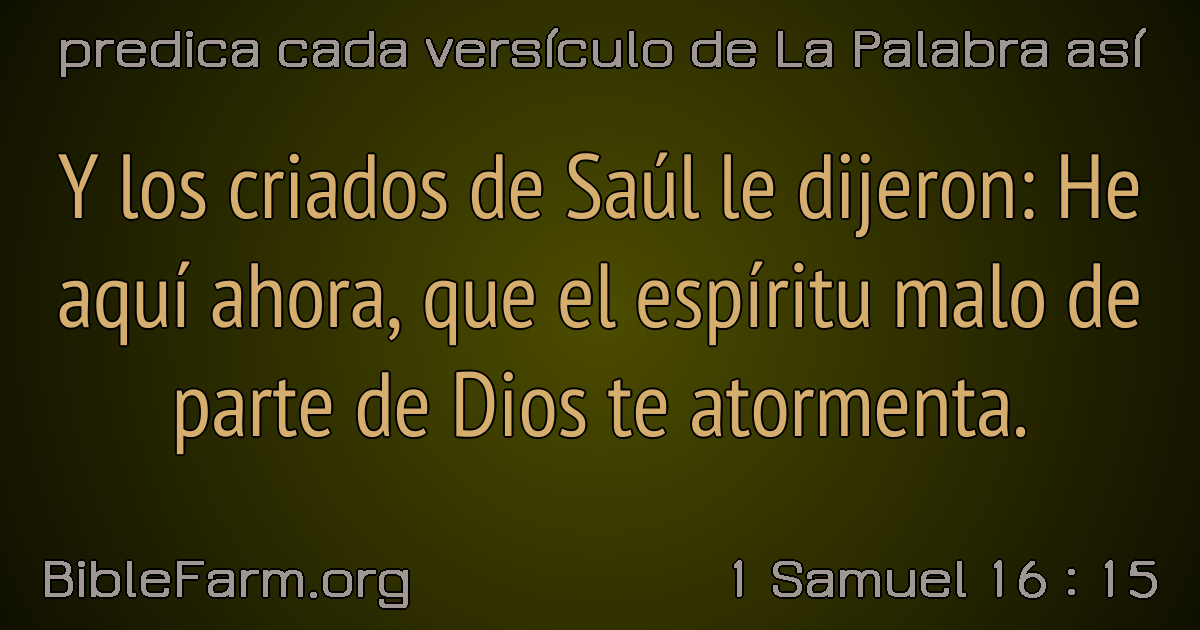 predica cada versículo de La Palabra así
Y los criados de Saúl le dijeron: He
aquí ahora, que el espíritu malo de
parte de Dios te atormenta.
BibleFarm.org
1 Samuel 16 : 15